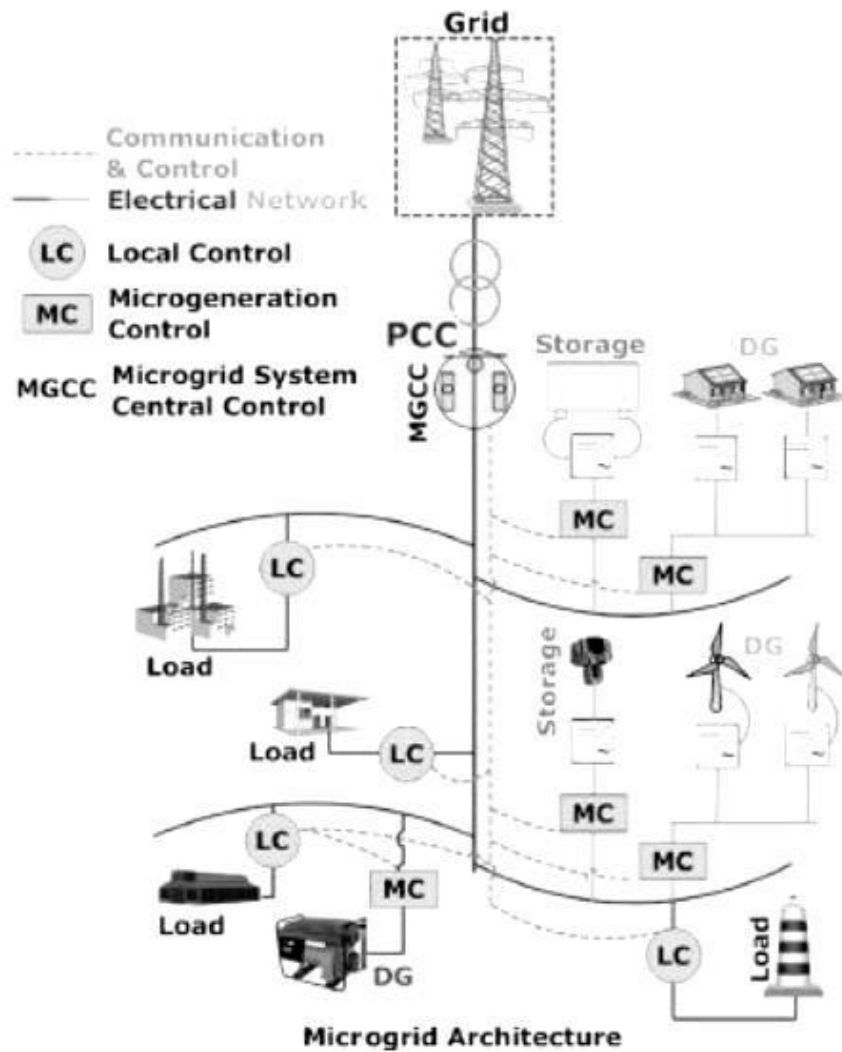 Grid
Communication
& Control
Electrical Network
LC Local Control
MC Microgeneration
Control
MGCC Microgrid System
Central Control
PCC
MGCC
Storage
DG
~
~
~
MC
MC
LC
Load
Storage
DG
~
~
~
Load
LC
MC
MC
LC
Load
MC
DG
LC
Load
Microgrid Architecture